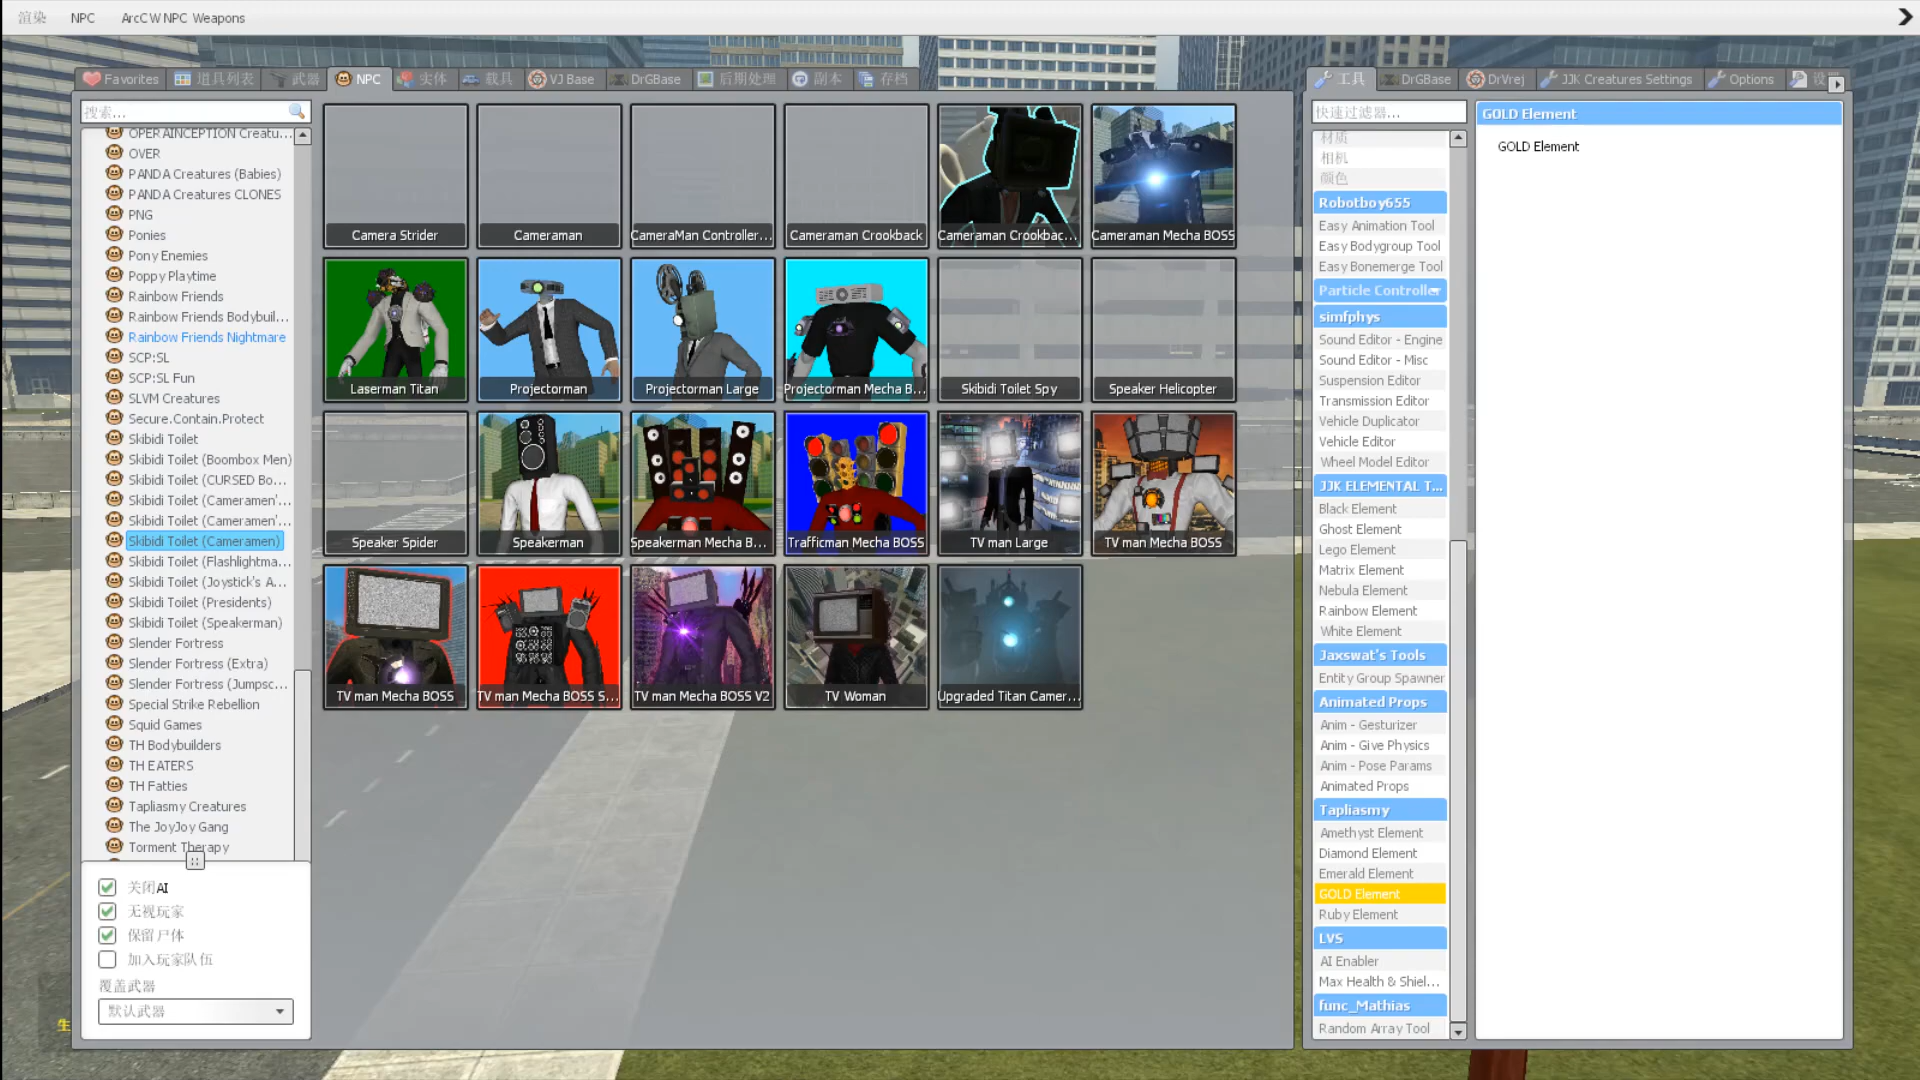 渲染 NPC ArcCW NPC Weapons
Favorites 道具列表 武器 NPC 实体 载具 VJ Base DrGBase 后期处理 副本 存档
搜索...
OPERAINCEPTION Creatu...
OVER
PANDA Creatures (Babies)
PANDA Creatures CLONES
PNG
Ponies
Pony Enemies
Poppy Playtime
Rainbow Friends
Rainbow Friends Bodybuil...
Rainbow Friends Nightmare
SCP:SL
SCP:SL Fun
SLVM Creatures
Secure.Contain.Protect
Skibidi Toilet
Skibidi Toilet (Boombox Men)
Skibidi Toilet (CURSED Bo...
Skibidi Toilet (Cameramen'...
Skibidi Toilet (Cameramen'...
Skibidi Toilet (Cameramen)
Skibidi Toilet (Flashlightma...
Skibidi Toilet (Joystick's A...
Skibidi Toilet (Presidents)
Skibidi Toilet (Speakerman)
Slender Fortress
Slender Fortress (Extra)
Slender Fortress (Jumpsc...
Special Strike Rebellion
Squid Games
TH Bodybuilders
TH EATERS
TH Fatties
Tapliasmy Creatures
The JoyJoy Gang
Torment Therapy
关闭AI
无视玩家
保留尸体
加入玩家队伍
覆盖武器
默认武器
生
Camera Strider
Cameraman
CameraMan Controller...
Cameraman Crookback
Cameraman Crookbac...
Cameraman Mecha BOSS
Laserman Titan
Projectorman
Projectorman Large
Projectorman Mecha B...
Skibidi Toilet Spy
Speaker Helicopter
Speaker Spider
Speakerman
Speakerman Mecha B...
Trafficman Mecha BOSS
TV man Large
TV man Mecha BOSS
TV man Mecha BOSS
TV man Mecha BOSS S...
TV man Mecha BOSS V2
TV Woman
Upgraded Titan Camer...
工具 DrGBase DrVrej JJK Creatures Settings Options 设
快速过滤器...
材质
相机
颜色
Robotboy655
Easy Animation Tool
Easy Bodygroup Tool
Easy Bonemerge Tool
Particle Controller
simfphys
Sound Editor - Engine
Sound Editor - Misc
Suspension Editor
Transmission Editor
Vehicle Duplicator
Vehicle Editor
Wheel Model Editor
JJK ELEMENTAL T...
Black Element
Ghost Element
Lego Element
Matrix Element
Nebula Element
Rainbow Element
White Element
Jaxswat's Tools
Entity Group Spawner
Animated Props
Anim - Gesturizer
Anim - Give Physics
Anim - Pose Params
Animated Props
Tapliasmy
Amethyst Element
Diamond Element
Emerald Element
GOLD Element
Ruby Element
LVS
AI Enabler
Max Health & Shiel...
func_Mathias
Random Array Tool
GOLD Element
GOLD Element